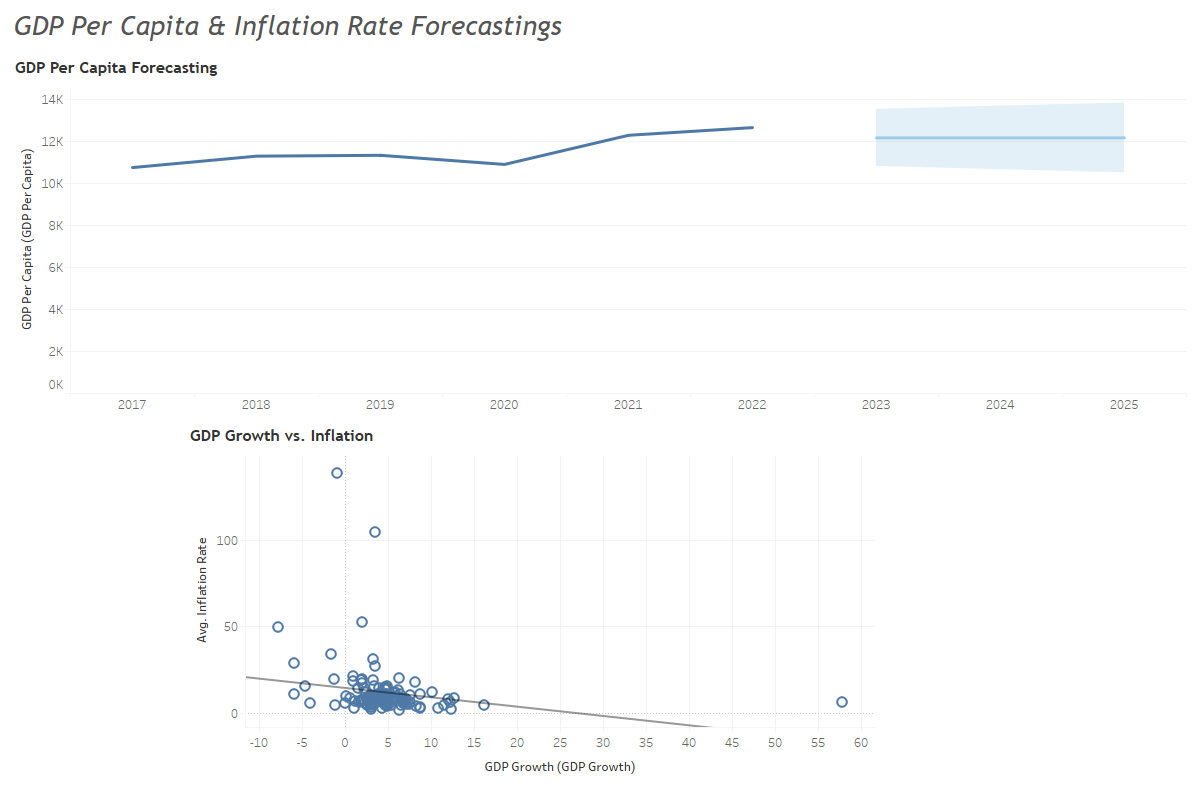 GDP Per Capita & Inflation Rate Forecastings
GDP Per Capita Forecasting
GDP Per Capita (GDP Per Capita)
14K
12K
10K
8K
6K
4K
2K
0K
2017 2018 2019 2020 2021 2022 2023 2024 2025
GDP Growth vs. Inflation
Avg. Inflation Rate
100
50
0
-10 -5 0 5 10 15 20 25 30 35 40 45 50 55 60
GDP Growth (GDP Growth)